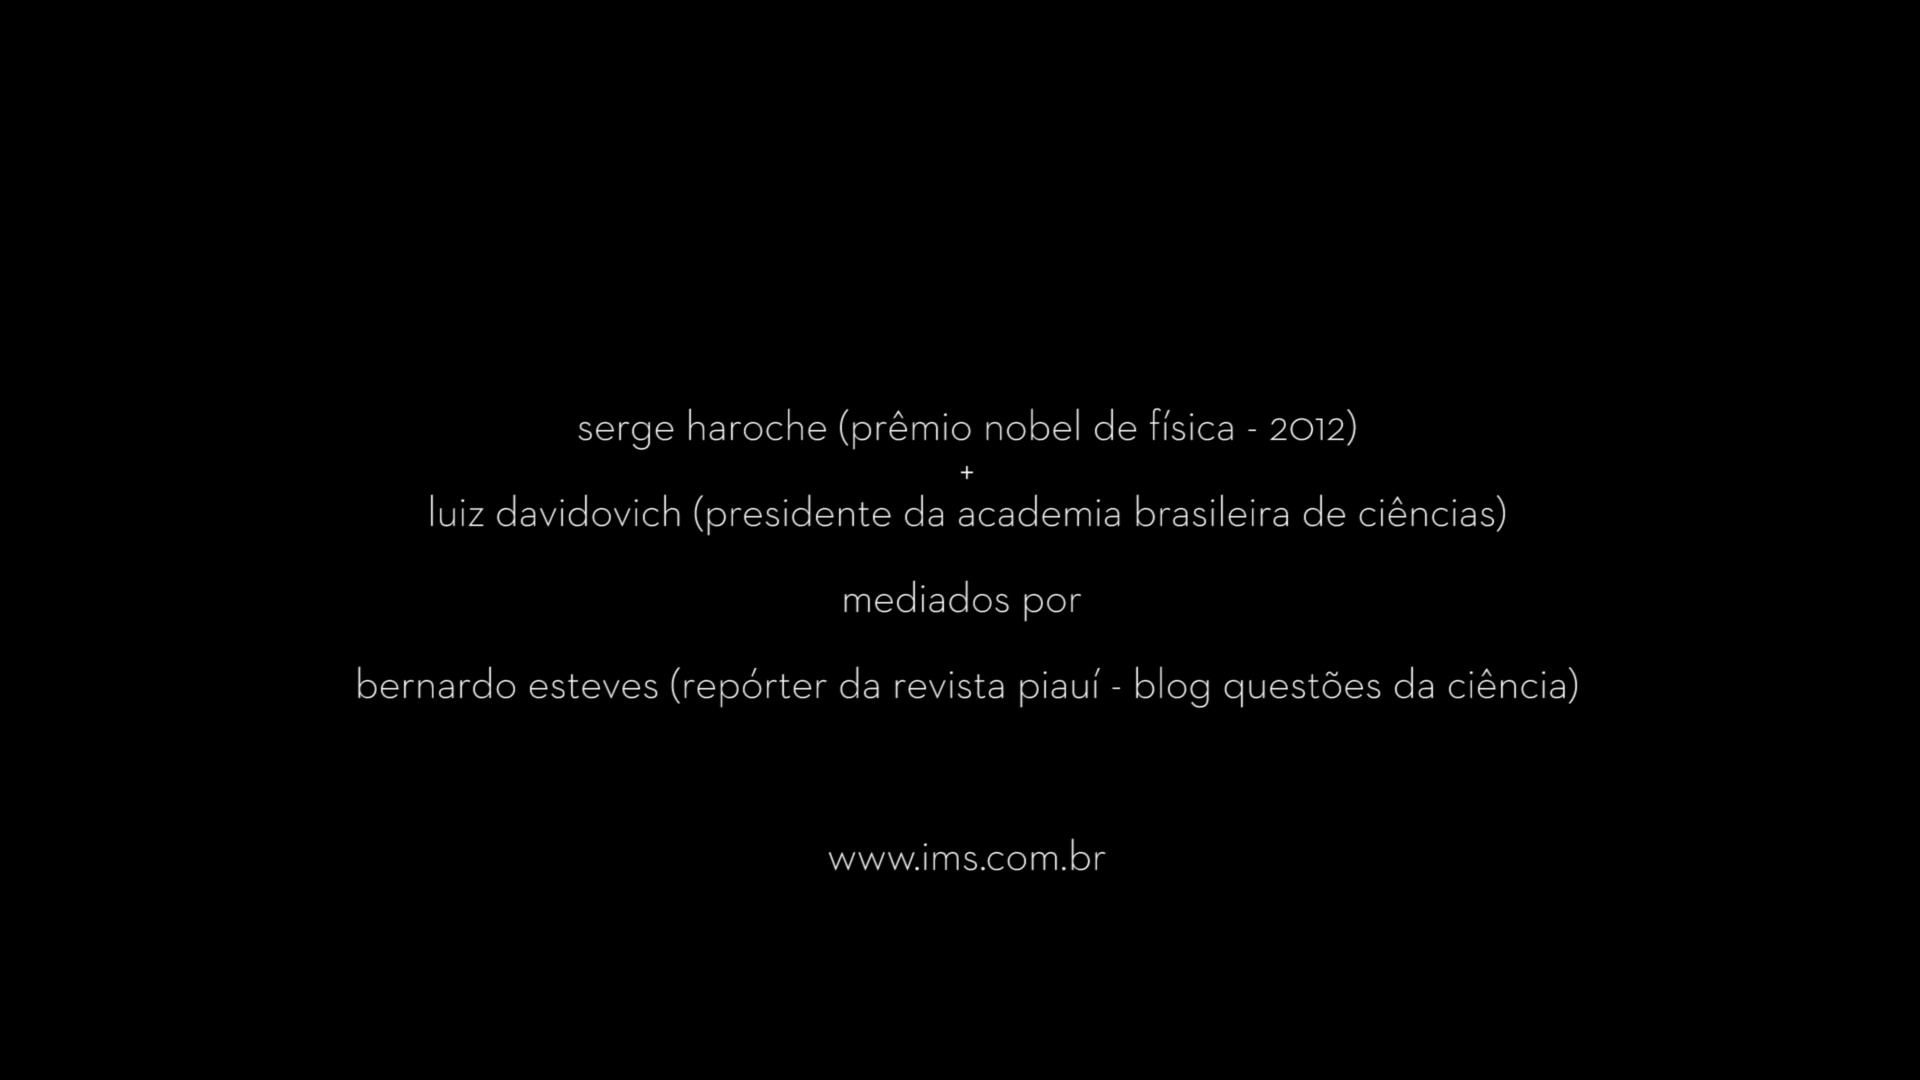 serge haroche (prêmio nobel de física - 2012)
+
luiz davidovich (presidente da academia brasileira de ciências)
mediados por
bernardo esteves (repórter da revista piauí - blog questões da ciência)
www.ims.com.br